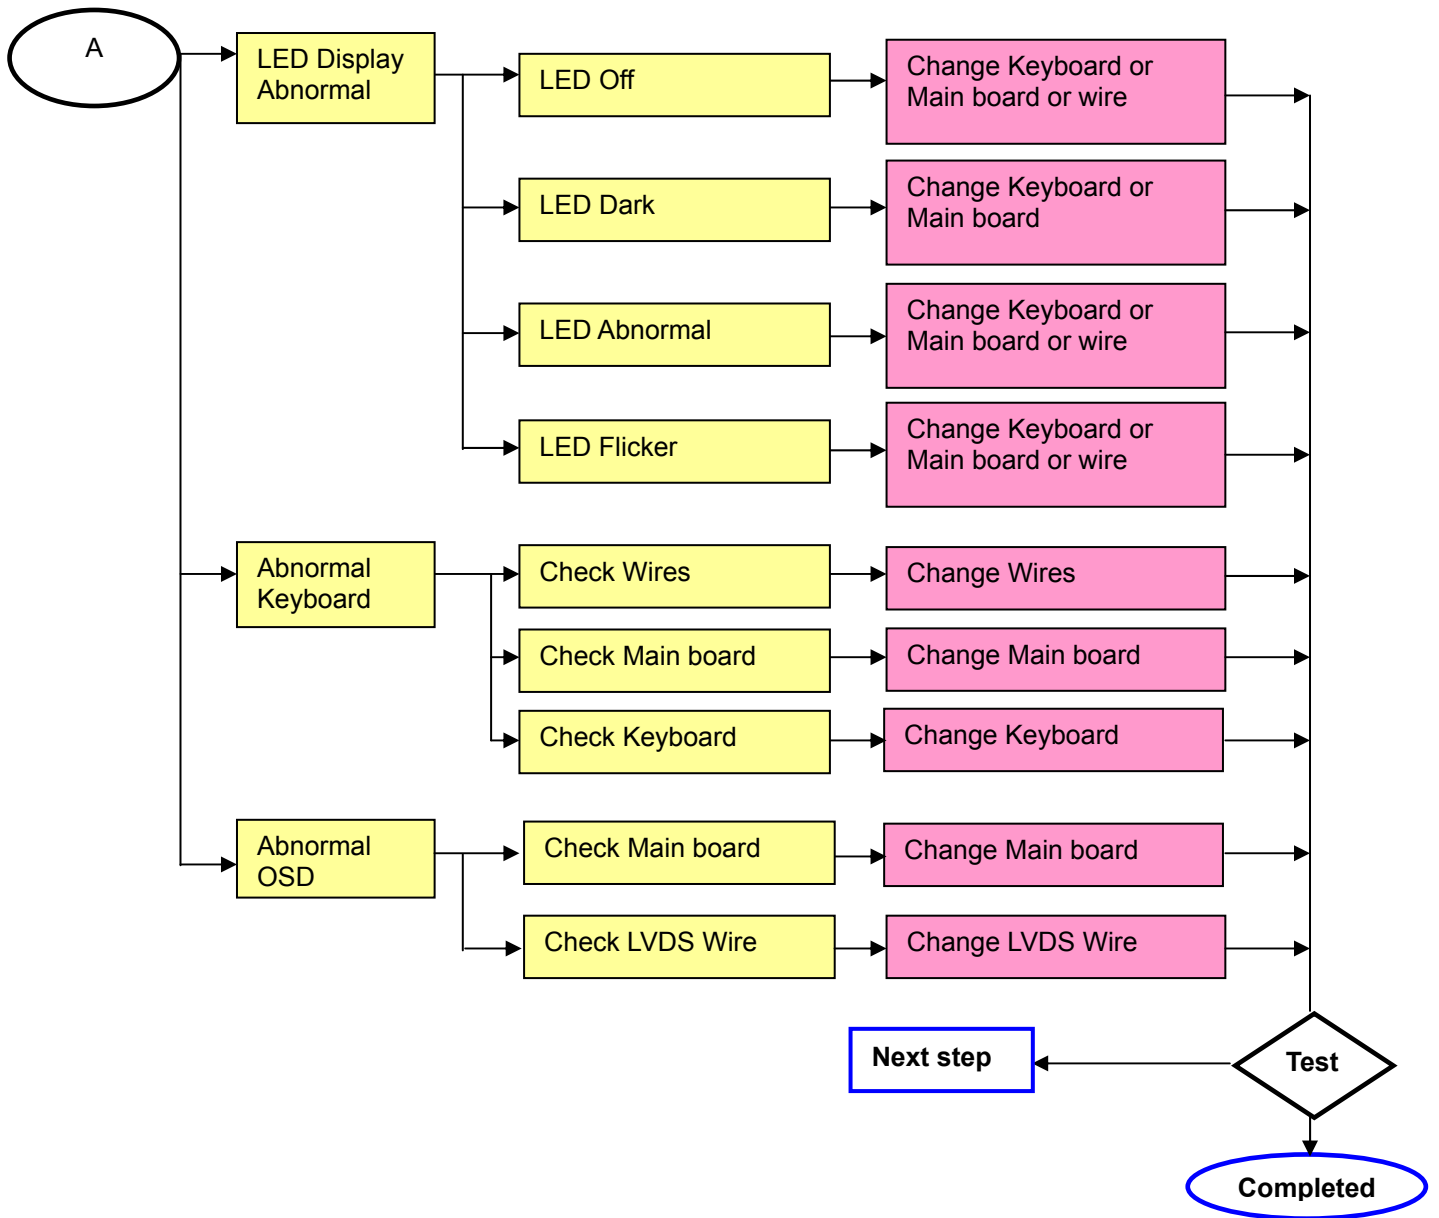 A
LED Display
Abnormal
LED Off
Change Keyboard or
Main board or wire
LED Dark
Change Keyboard or
Main board
LED Abnormal
Change Keyboard or
Main board or wire
LED Flicker
Change Keyboard or
Main board or wire
Abnormal
Keyboard
Check Wires
Change Wires
Check Main board
Change Main board
Check Keyboard
Change Keyboard
Abnormal
OSD
Check Main board
Change Main board
Check LVDS Wire
Change LVDS Wire
Next step
Test
Completed